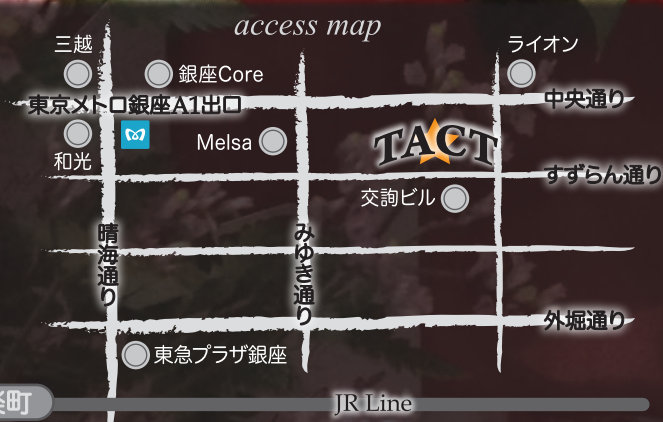 access map
三越
ライオン
銀座Core
東京メトロ銀座A1出口
中央通り
Melsa
TACT
和光
すずらん通り
交詢ビル
晴海通り
みゆき通り
外堀通り
東急プラザ銀座
町
JR Line